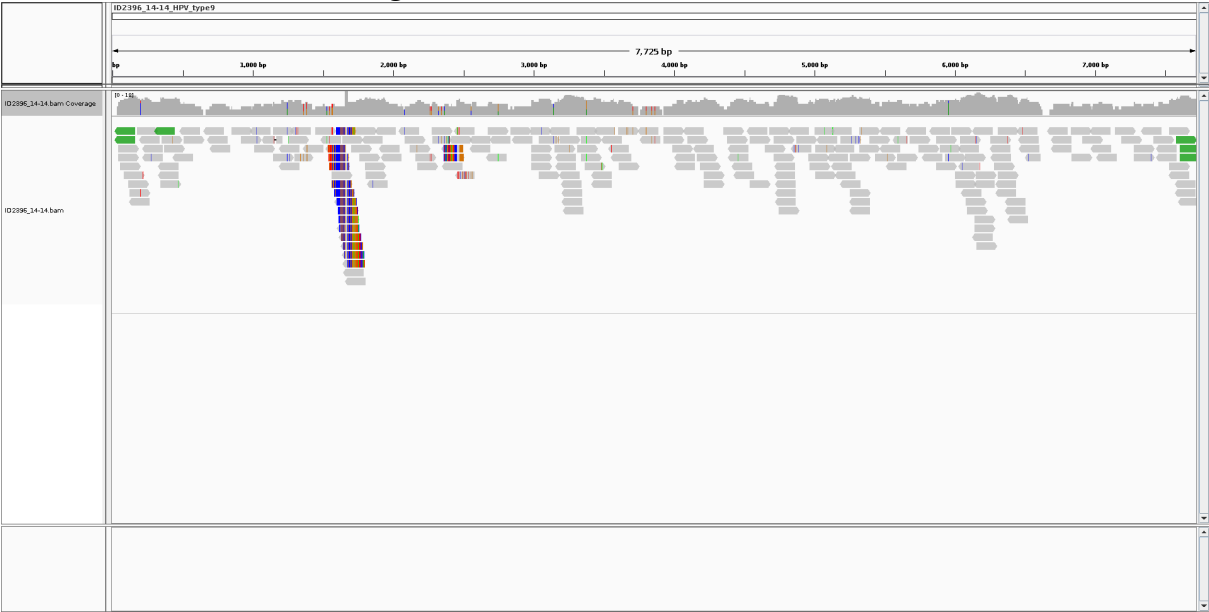 ID2396_14-14_HPV_type9
7,725 bp
bp
1,000 bp
2,000 bp
3,000 bp
4,000 bp
5,000 bp
6,000 bp
7,000 bp
[0 - 18]
ID2396_14-14.bam Coverage
ID2396_14-14.bam